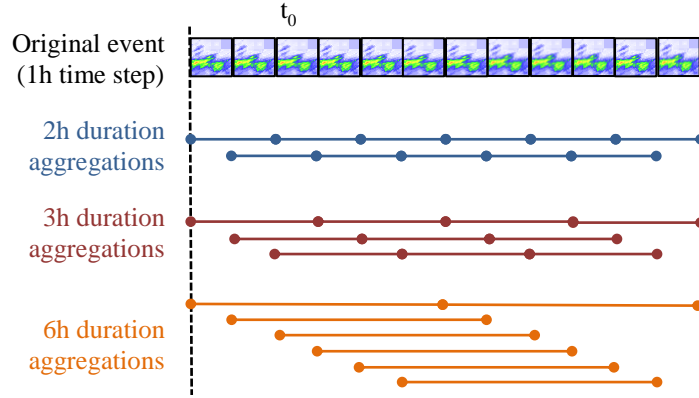 t0
Original event
(1h time step)
2h duration
aggregations
3h duration
aggregations
6h duration
aggregations